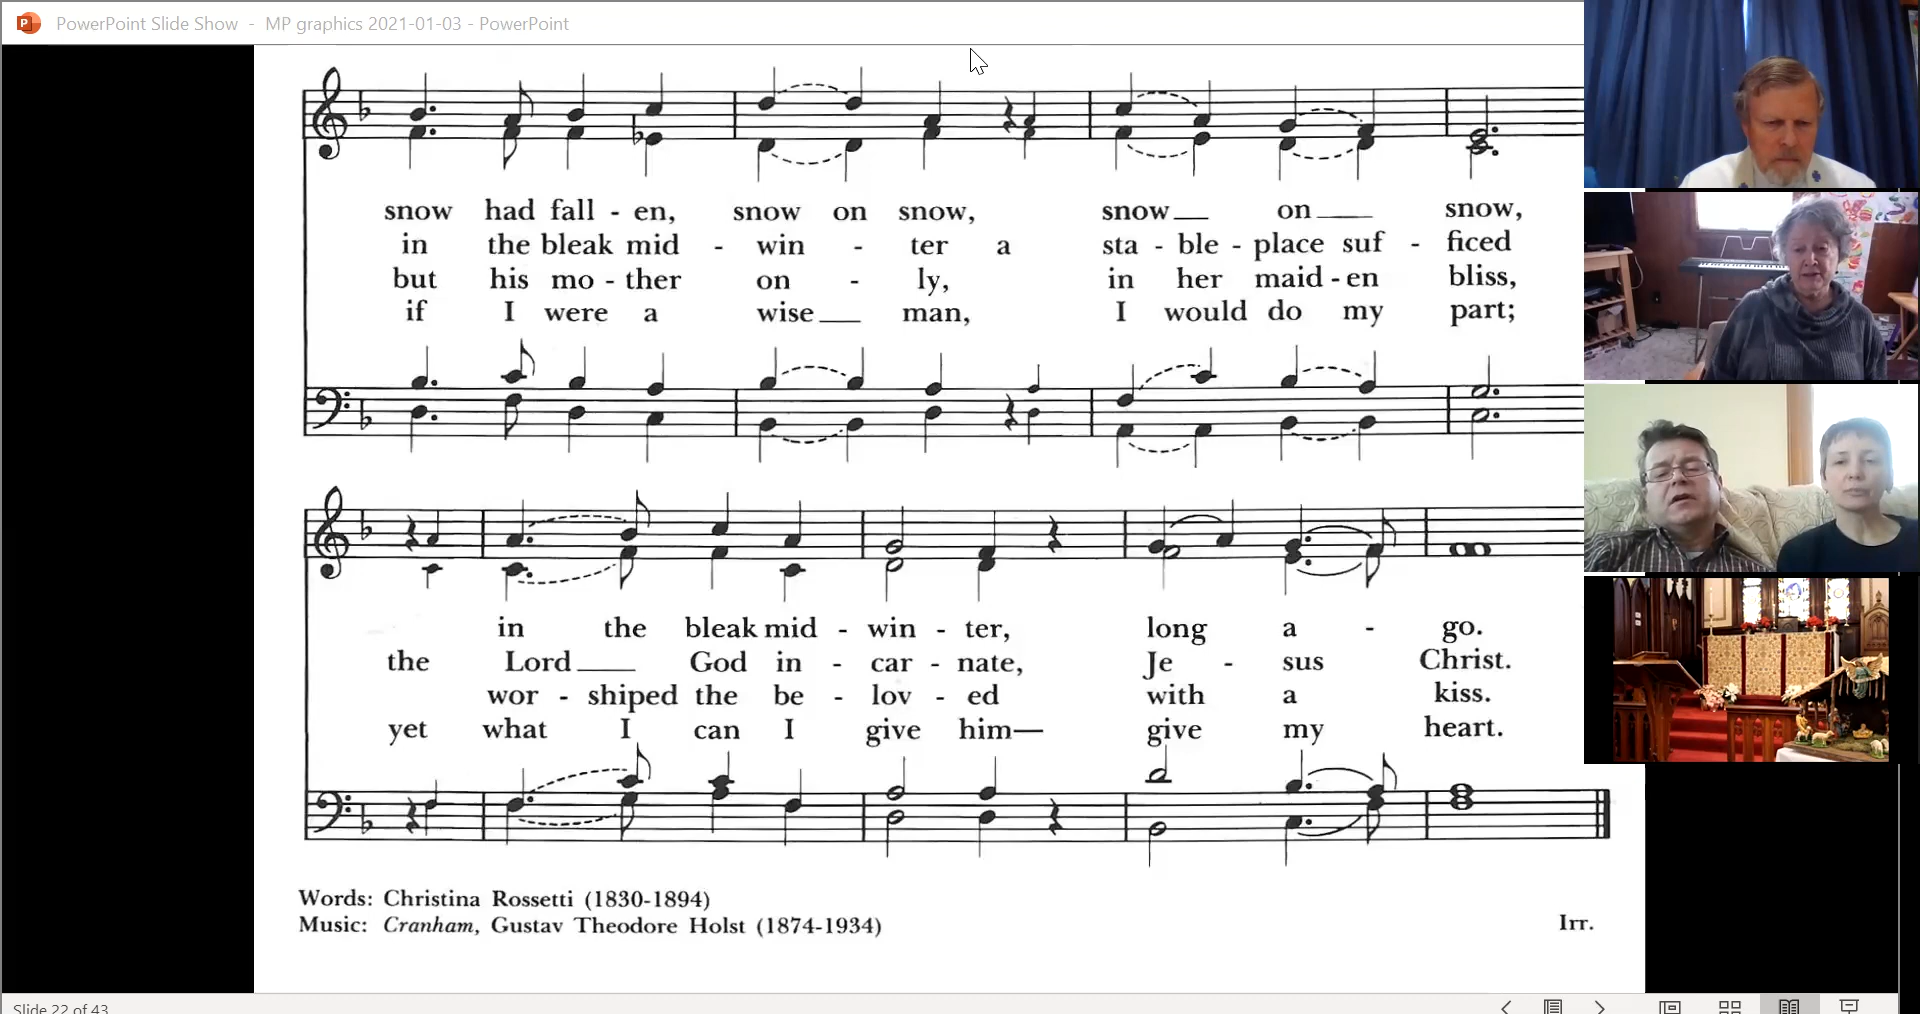 PowerPoint Slide Show - MP graphics 2021-01-03 - PowerPoint
snow had fall - en, snow on snow, snow on snow,
in the bleak mid - win - ter a sta - ble - place suf - ficed
but his mo - ther on - ly, in her maid - en bliss,
if I were a wise man, I would do my part;
in the bleak mid - win - ter, long a - go.
the Lord God in - car - nate, Je - sus Christ.
wor - shiped the be - lov - ed with a kiss.
yet what I can I give him— give my heart.
Words: Christina Rossetti (1830-1894)
Music: Cranham, Gustav Theodore Holst (1874-1934)
Irr.
Slide 22 of 43